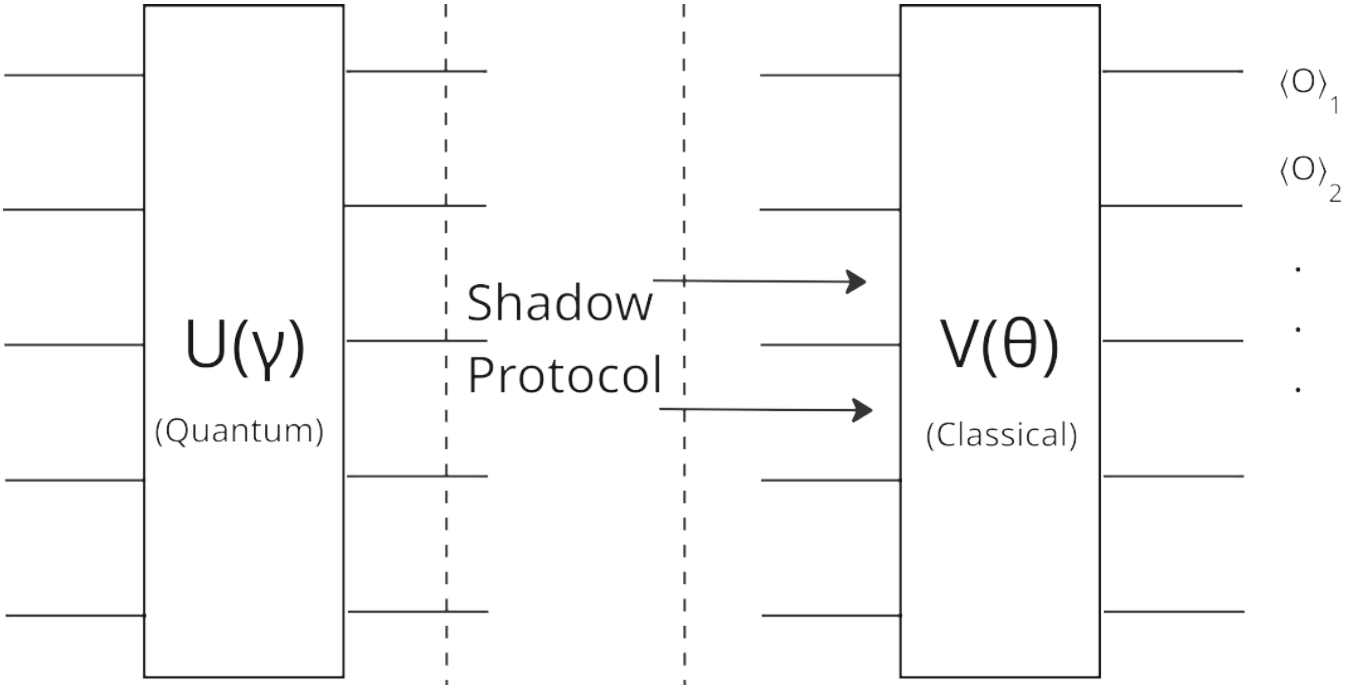 U(γ)
(Quantum)
Shadow
Protocol
V(θ)
(Classical)
⟨O⟩₁
⟨O⟩₂
.
.
.